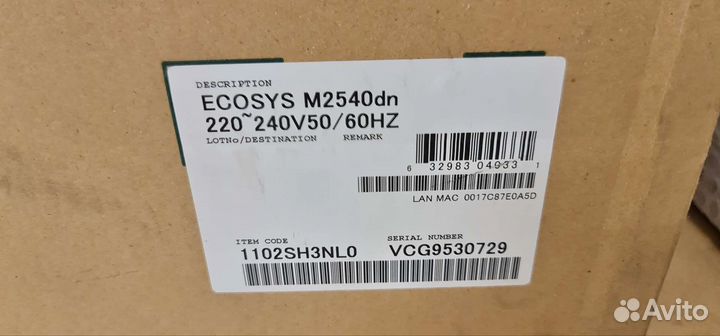 DESCRIPTION
ECOSYS M2540dn
220~240V50/60HZ
LOTNo/DESTINATION REMARK
6 32983 04933 1
LAN MAC 0017C87E0A5D
ITEM CODE SERIAL NUMBER
1102SH3NL0 VCG9530729
Avito